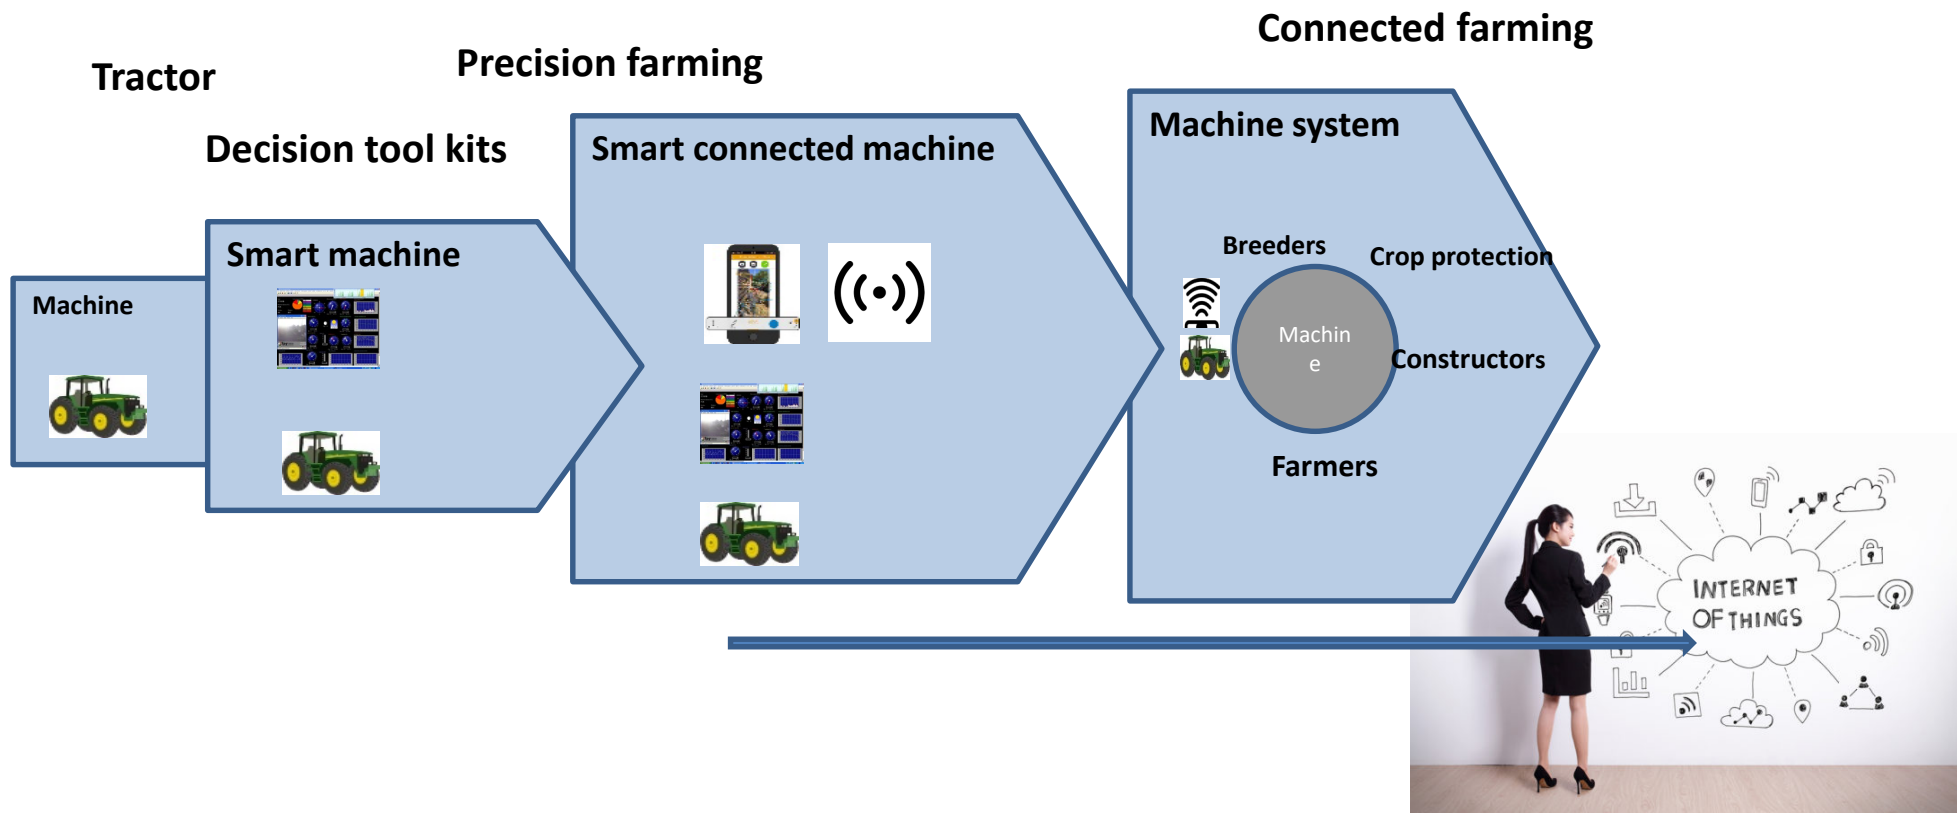 Connected farming
Precision farming
Tractor
Decision tool kits
Machine system
Smart connected machine
Smart machine
Machine
Breeders
Crop protection
Machin
e
Constructors
Farmers
INTERNET
OF THINGS